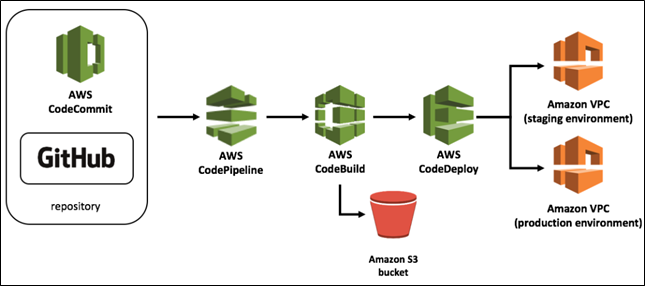 AWS
CodeCommit
GitHub
repository
AWS
CodePipeline
AWS
CodeBuild
AWS
CodeDeploy
Amazon S3
bucket
Amazon VPC
(staging environment)
Amazon VPC
(production environment)